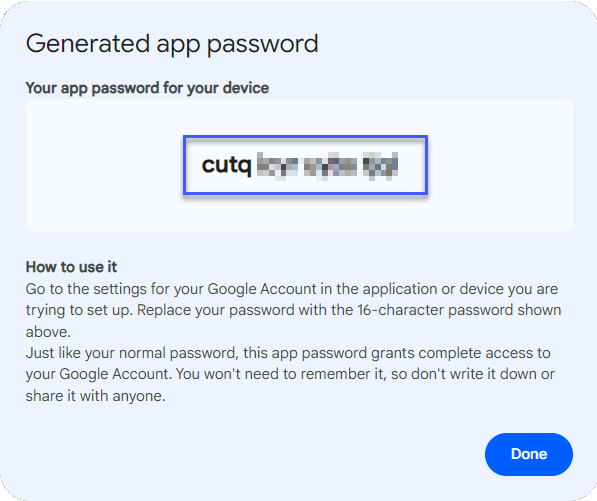 Generated app password
Your app password for your device
cutq
How to use it
Go to the settings for your Google Account in the application or device you are
trying to set up. Replace your password with the 16-character password shown
above.
Just like your normal password, this app password grants complete access to
your Google Account. You won't need to remember it, so don't write it down or
share it with anyone.
Done